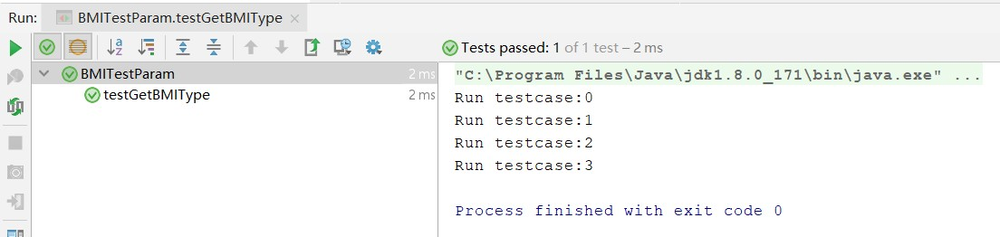 Run: BMITestParam.testGetBMIType ×
Tests passed: 1 of 1 test – 2 ms
BMITestParam 2 ms
testGetBMIType 2 ms
"C:\Program Files\Java\jdk1.8.0_171\bin\java.exe" ...
Run testcase:0
Run testcase:1
Run testcase:2
Run testcase:3
Process finished with exit code 0